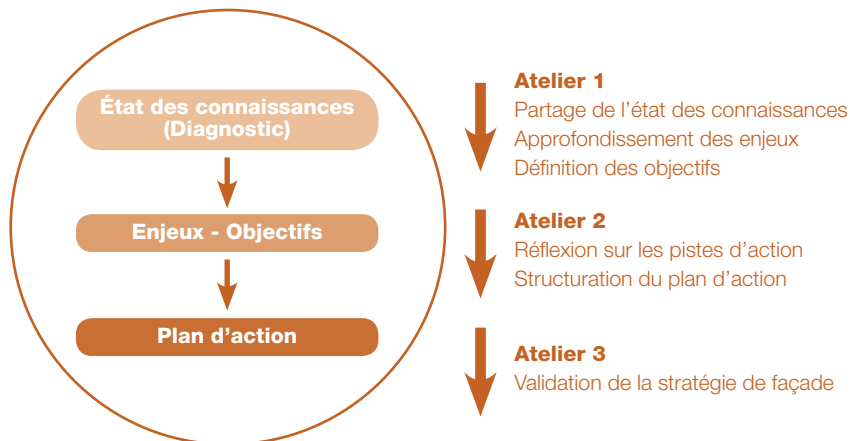 État des connaissances
(Diagnostic)
Enjeux - Objectifs
Plan d’action
Atelier 1
Partage de l’état des connaissances
Approfondissement des enjeux
Définition des objectifs
Atelier 2
Réflexion sur les pistes d’action
Structuration du plan d’action
Atelier 3
Validation de la stratégie de façade